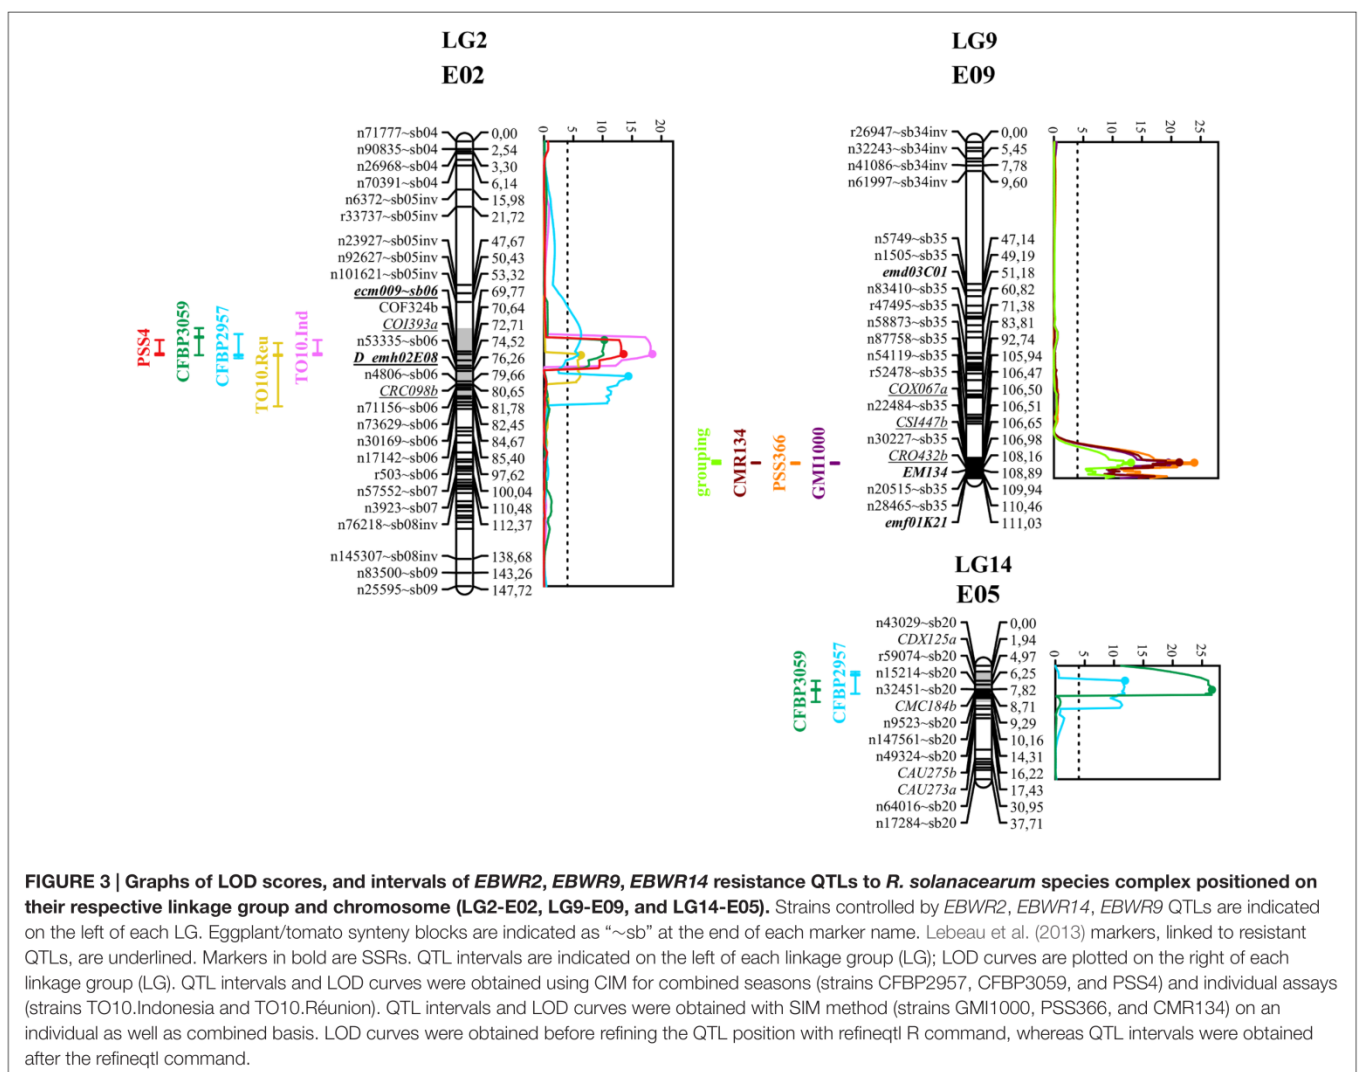 LG2
E02
n71777~sb04 0,00
n90835~sb04 2,54
n26968~sb04 3,30
n70391~sb04 6,14
n6372~sb05inv 15,98
r33737~sb05inv 21,72
n23927~sb05inv 47,67
n92627~sb05inv 50,43
n101621~sb05inv 53,32
ecm009~sb06 69,77
COF324b 70,64
COI393a 72,71
n53335~sb06 74,52
D_emh02E08 76,26
n4806~sb06 79,66
CRC098b 80,65
n71156~sb06 81,78
n73629~sb06 82,45
n30169~sb06 84,67
n17142~sb06 85,40
r503~sb06 97,62
n57552~sb07 100,04
n3923~sb07 110,48
n76218~sb08inv 112,37
n145307~sb08inv 138,68
n83500~sb09 143,26
n25595~sb09 147,72
PSS4
CFBP3059
CFBP2957
TO10.Reu
TO10.Ind
0 5 10 15 20
LG9
E09
r26947~sb34inv 0,00
n32243~sb34inv 5,45
n41086~sb34inv 7,78
n61997~sb34inv 9,60
n5749~sb35 47,14
n1505~sb35 49,19
emd03C01 51,18
n83410~sb35 60,82
r47495~sb35 71,38
n58873~sb35 83,81
n87758~sb35 92,74
n54119~sb35 105,94
r52478~sb35 106,47
COX067a 106,50
n22484~sb35 106,51
CSI447b 106,65
n30227~sb35 106,98
CRO432b 108,16
EM134 108,89
n20515~sb35 109,94
n28465~sb35 110,46
emf01K21 111,03
grouping
CMR134
PSS366
GMI1000
0 5 10 15 20 25
LG14
E05
n43029~sb20 0,00
CDX125a 1,94
r59074~sb20 4,97
n15214~sb20 6,25
n32451~sb20 7,82
CMC184b 8,71
n9523~sb20 9,29
n147561~sb20 10,16
n49324~sb20 14,31
CAU275b 16,22
CAU273a 17,43
n64016~sb20 30,95
n17284~sb20 37,71
CFBP3059
CFBP2957
0 5 10 15 20 25
FIGURE 3 | Graphs of LOD scores, and intervals of EBWR2, EBWR9, EBWR14 resistance QTLs to R. solanacearum species complex positioned on
their respective linkage group and chromosome (LG2-E02, LG9-E09, and LG14-E05). Strains controlled by EBWR2, EBWR14, EBWR9 QTLs are indicated
on the left of each LG. Eggplant/tomato synteny blocks are indicated as “~sb” at the end of each marker name. Lebeau et al. (2013) markers, linked to resistant
QTLs, are underlined. Markers in bold are SSRs. QTL intervals are indicated on the left of each linkage group (LG); LOD curves are plotted on the right of each
linkage group (LG). QTL intervals and LOD curves were obtained using CIM for combined seasons (strains CFBP2957, CFBP3059, and PSS4) and individual assays
(strains TO10.Indonesia and TO10.Réunion). QTL intervals and LOD curves were obtained with SIM method (strains GMI1000, PSS366, and CMR134) on an
individual as well as combined basis. LOD curves were obtained before refining the QTL position with refineqtl R command, whereas QTL intervals were obtained
after the refineqtl command.